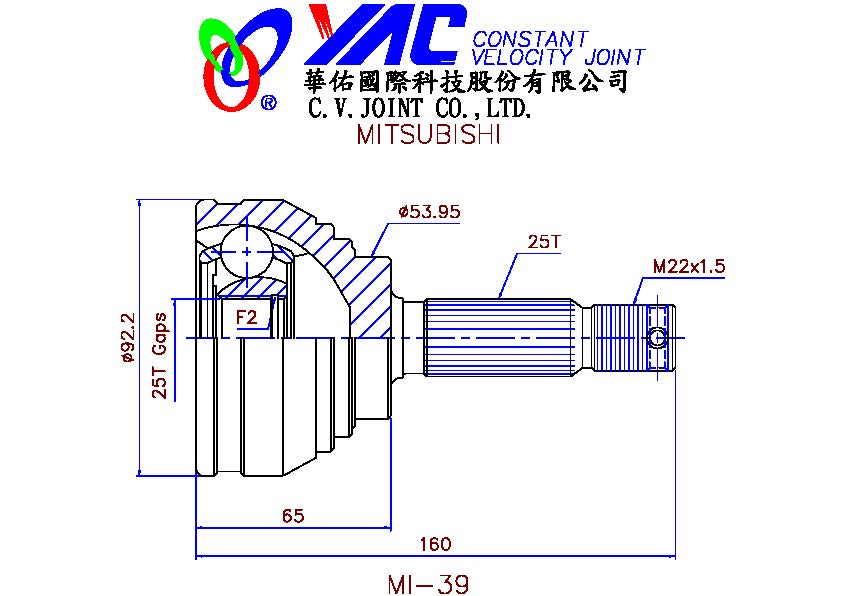 YAC CONSTANT
VELOCITY JOINT
®
華佑國際科技股份有限公司
C.V.JOINT CO.,LTD.
MITSUBISHI
ø53.95
25T
M22x1.5
ø92.2
25T Gaps
F2
65
160
MI-39